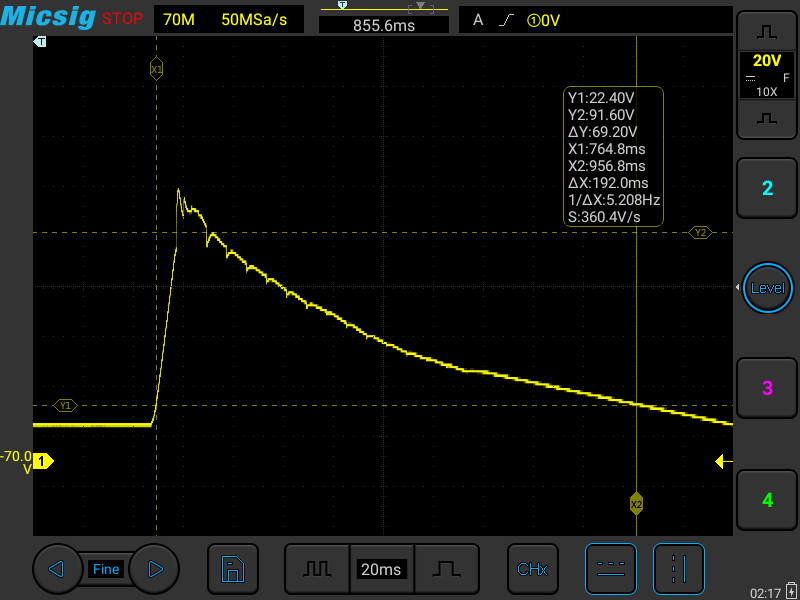 Micsig STOP 70M 50MSa/s T 855.6ms A ①0V
T
X1
20V
F
10X
Y1:22.40V
Y2:91.60V
ΔY:69.20V
X1:764.8ms
X2:956.8ms
ΔX:192.0ms
1/ΔX:5.208Hz
S:360.4V/s
2
Y2
Level
Y1
3
-70.0
V
1
X2
4
Fine
20ms
CHx
02:17